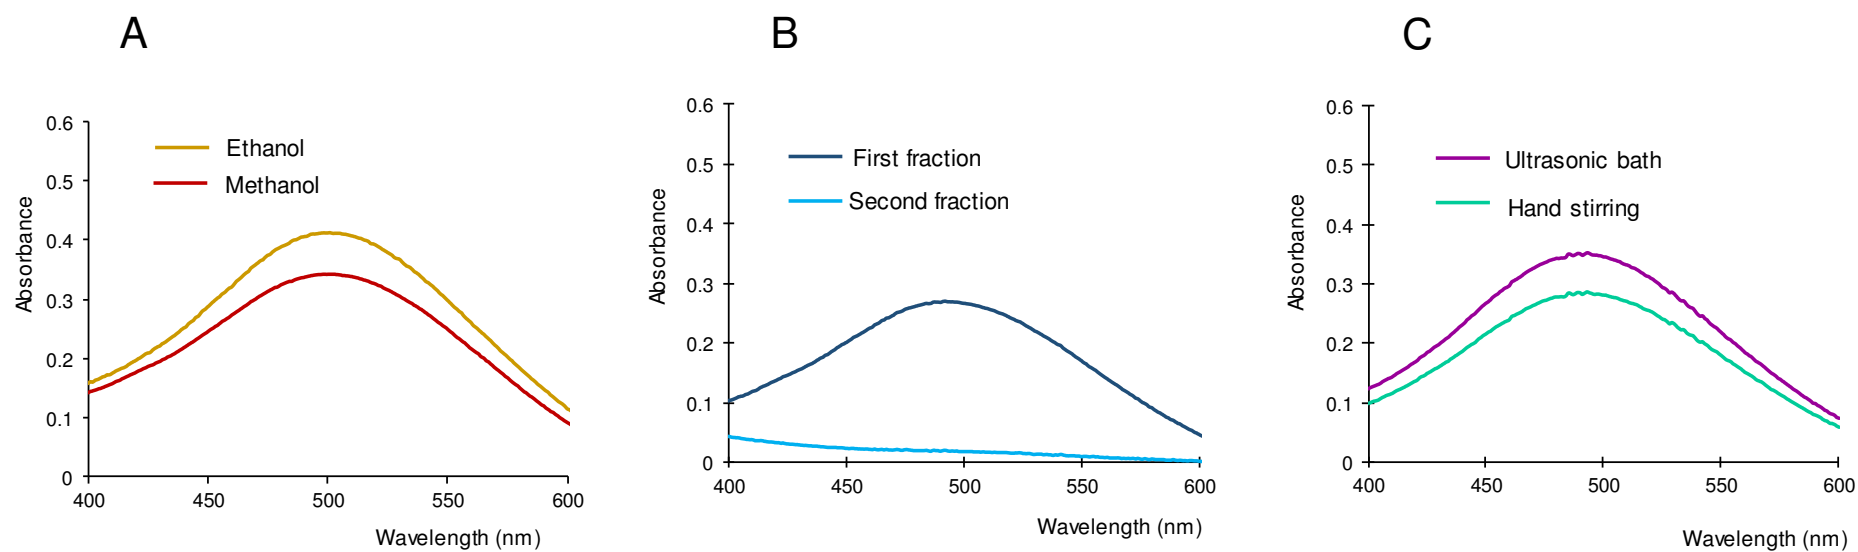 A
0.6
0.5
0.4
0.3
0.2
0.1
0
400 450 500 550 600
Absorbance
Wavelength (nm)
Ethanol
Methanol
B
0.6
0.5
0.4
0.3
0.2
0.1
0
400 450 500 550 600
Absorbance
Wavelength (nm)
First fraction
Second fraction
C
0.6
0.5
0.4
0.3
0.2
0.1
0
400 450 500 550 600
Absorbance
Wavelength (nm)
Ultrasonic bath
Hand stirring